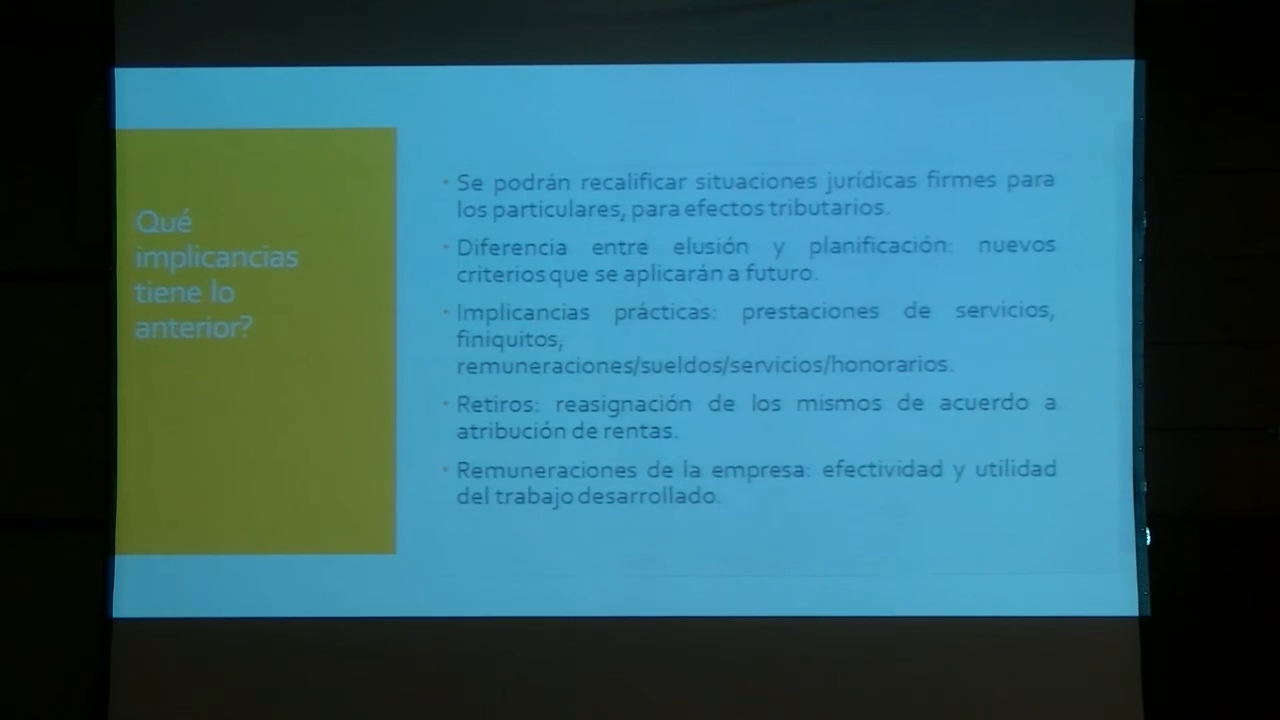 Qué
implicancias
tiene lo
anterior?
Se podrán recalificar situaciones jurídicas firmes para
los particulares, para efectos tributarios.
Diferencia entre elusión y planificación: nuevos
criterios que se aplicarán a futuro.
Implicancias prácticas: prestaciones de servicios,
finiquitos,
remuneraciones/sueldos/servicios/honorarios.
Retiros: reasignación de los mismos de acuerdo a
atribución de rentas.
Remuneraciones de la empresa: efectividad y utilidad
del trabajo desarrollado.